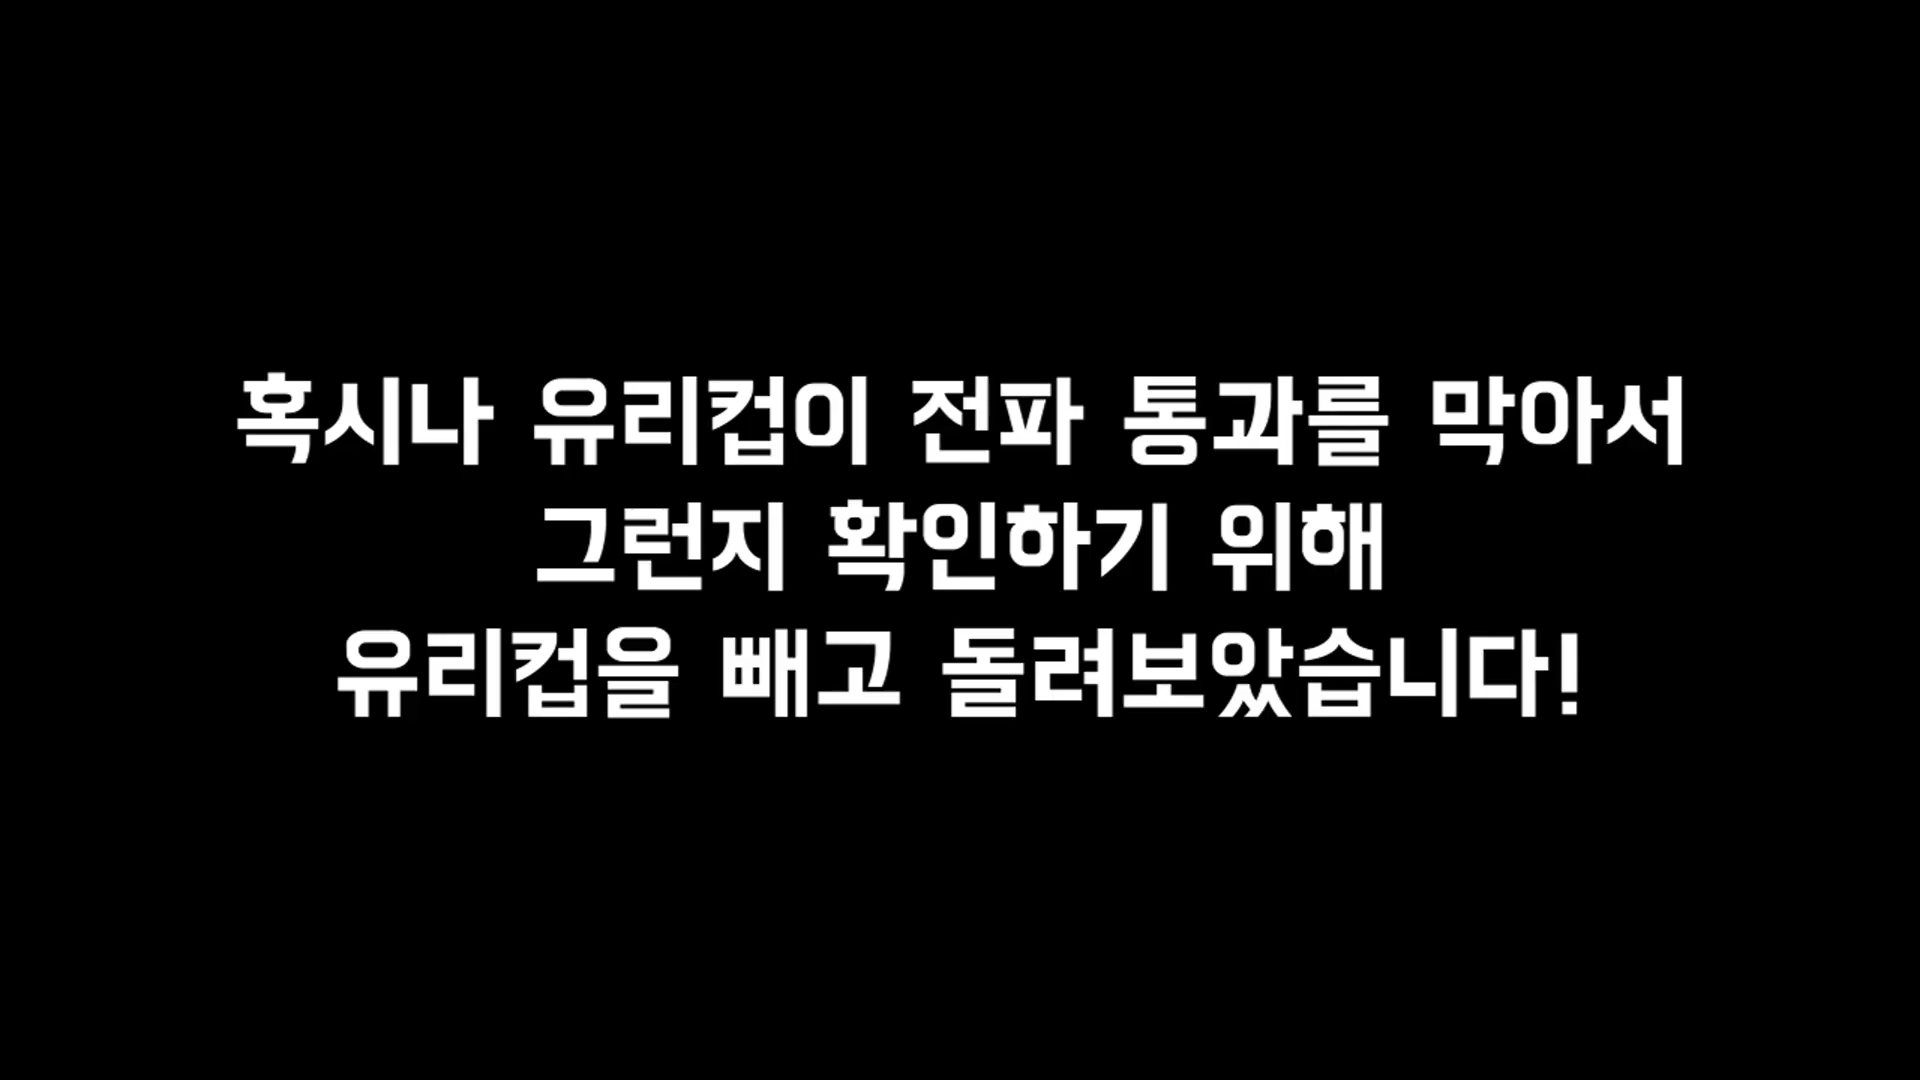 혹시나 유리컵이 전파 통과를 막아서
그런지 확인하기 위해
유리컵을 빼고 돌려보았습니다!